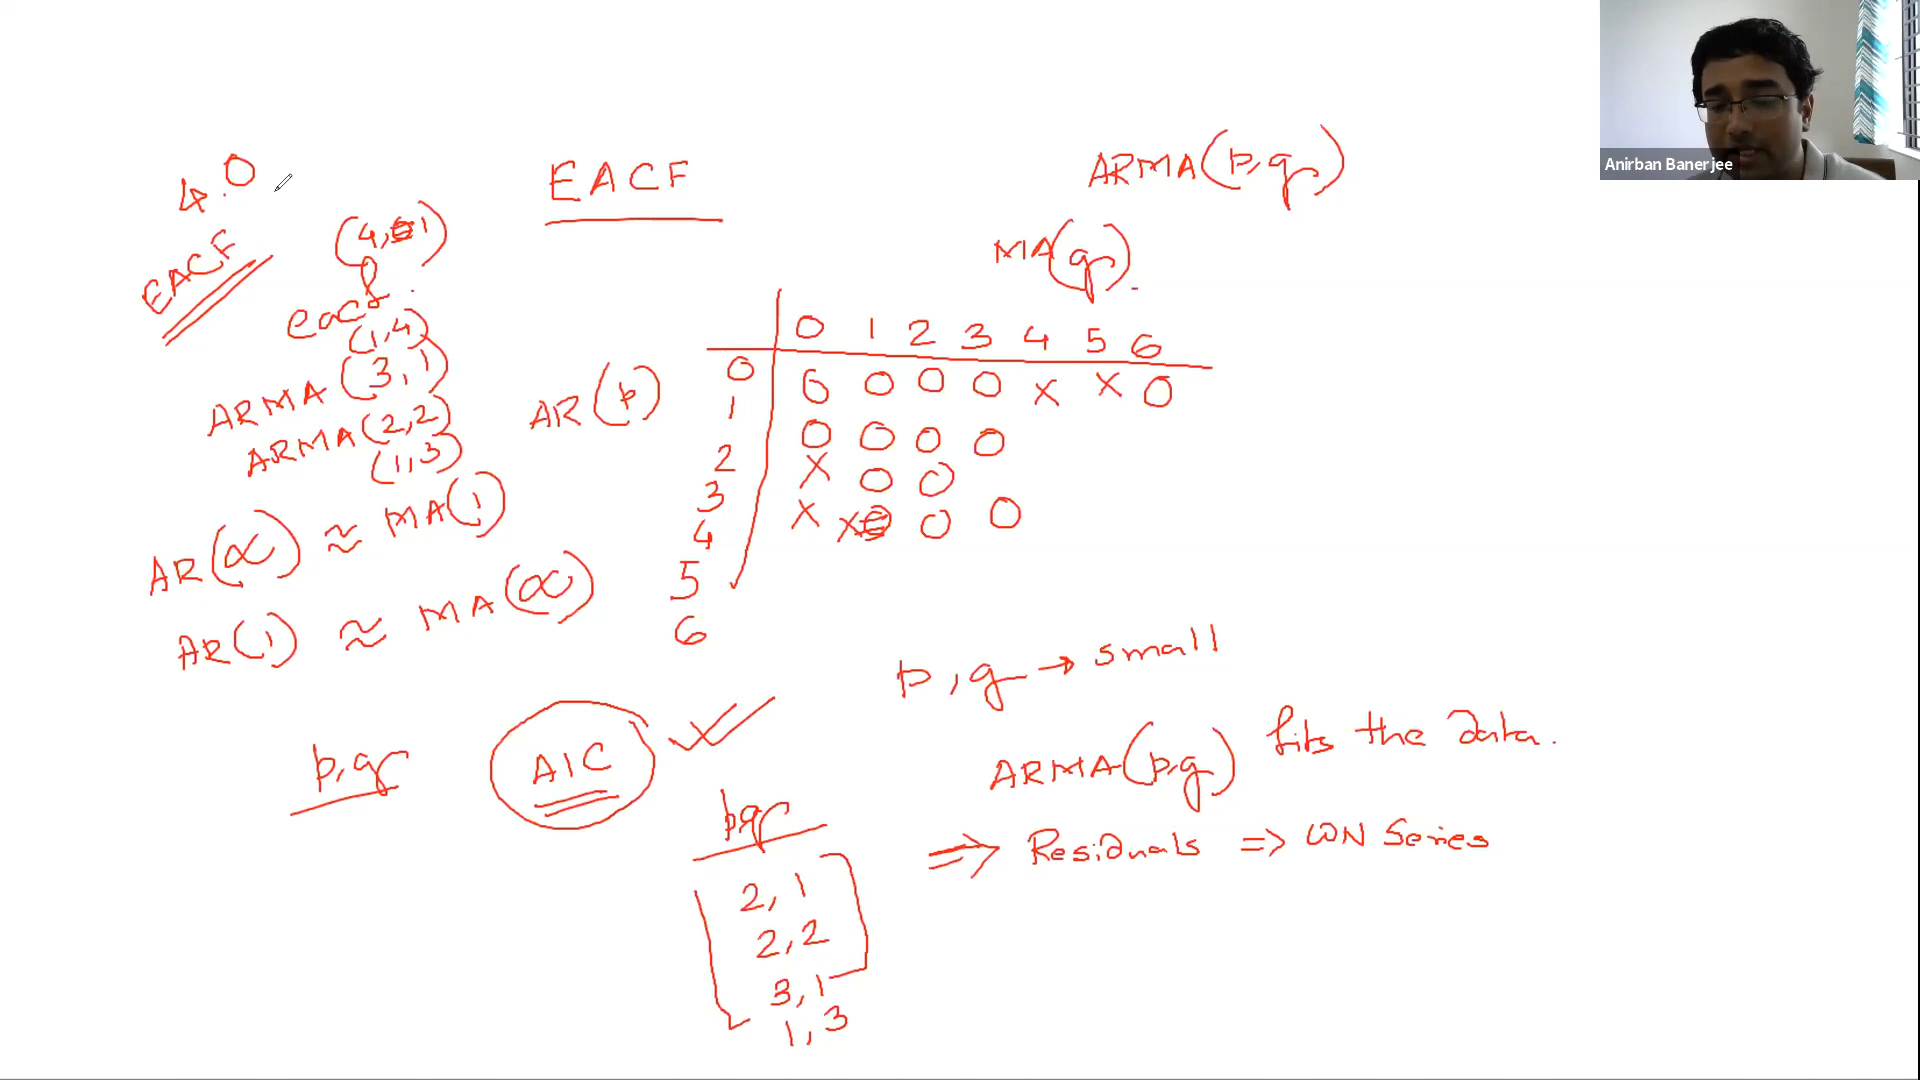 4.0
EACF
EACF
ARMA(p,q)
MA(q).
(4,1)
eacf
(1,4)
ARMA (3,1)
ARMA (2,2)
(1,3)
AR(∝) ≈ MA(1)
AR(1) ≈ MA(∝)
AR(p)
0 1 2 3 4 5 6
0 0 0 0 0 X X 0
1 0 0 0 0
2 X 0 0
3 X X 0 0
4
5
6
p, q → small
p,q
AIC
ARMA(p,q) fits the data.
⇒ Residuals ⇒ WN Series
p q
2, 1
2, 2
3, 1
1, 3
Anirban Banerjee